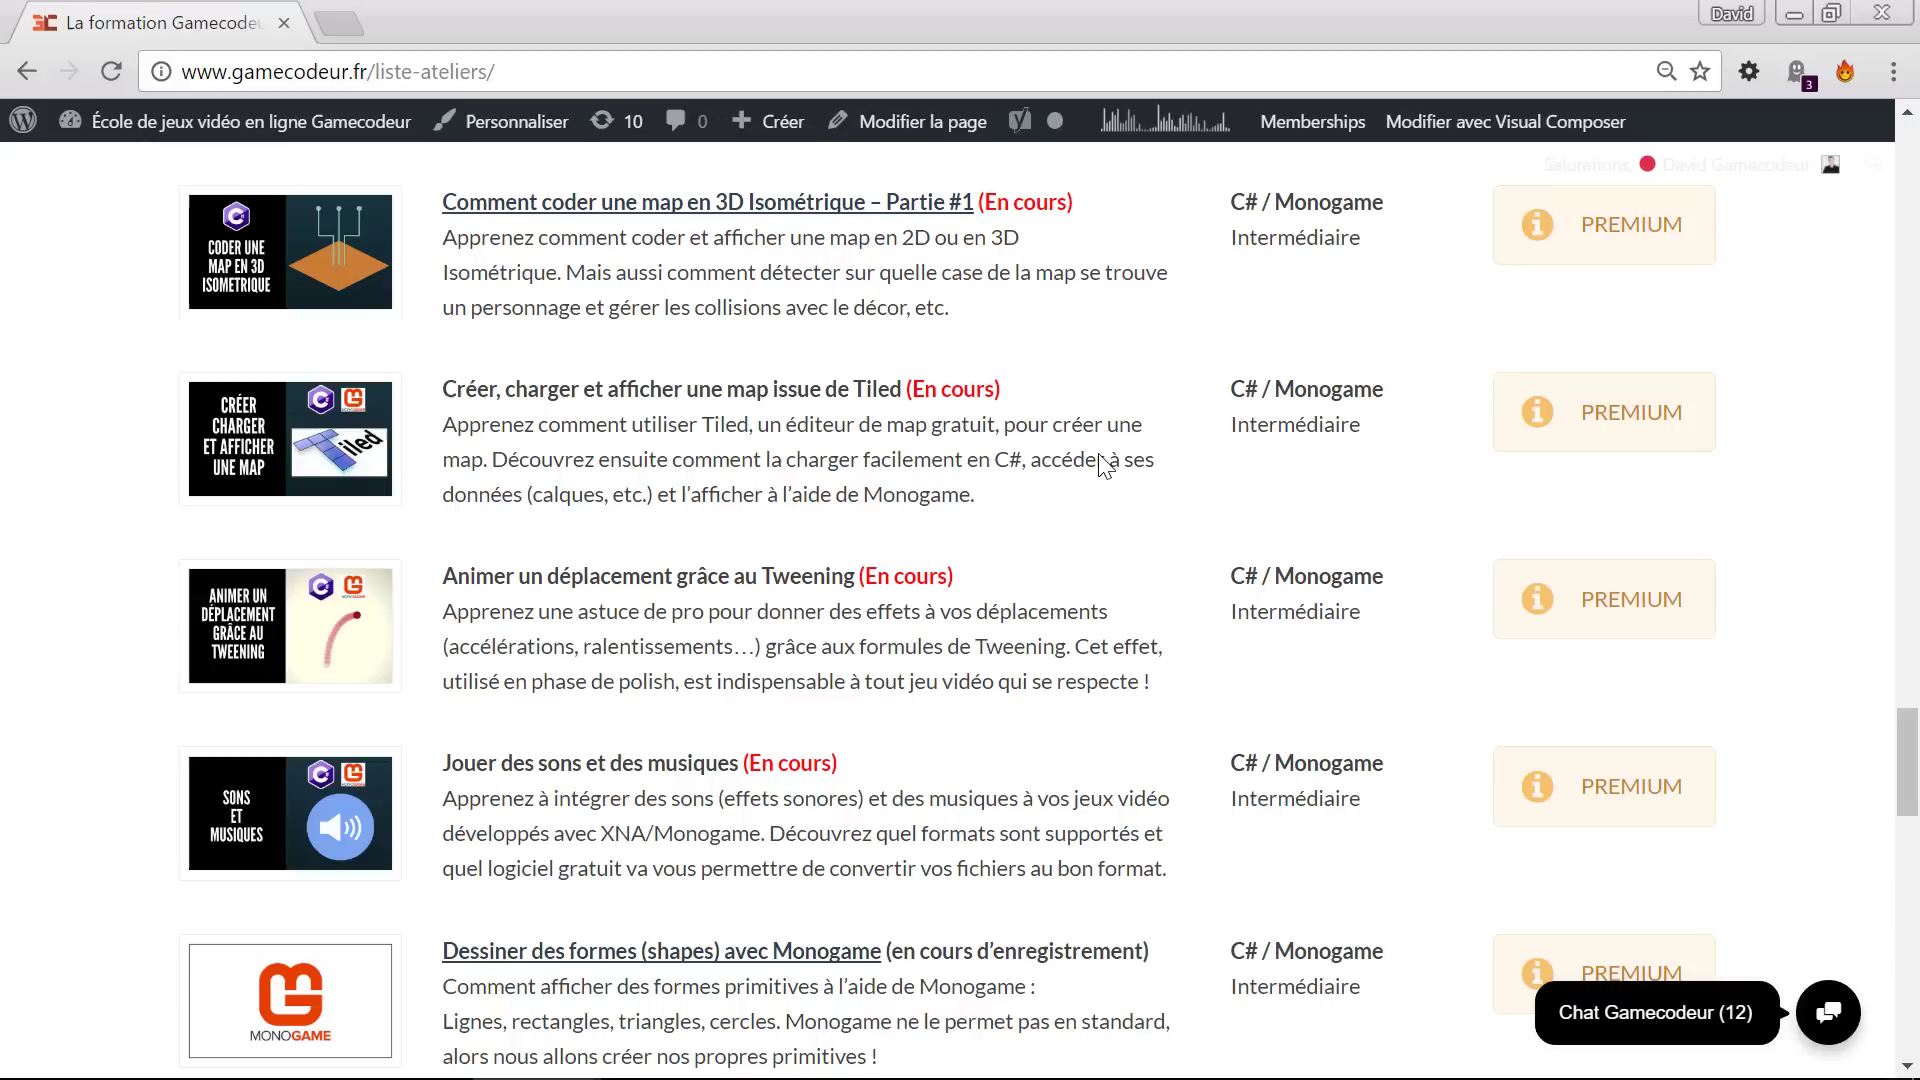 La formation Gamecode
David
www.gamecodeur.fr/liste-ateliers/
3
École de jeux vidéo en ligne Gamecodeur Personnaliser 10 0 Créer Modifier la page Memberships Modifier avec Visual Composer
Salutations, David Gamecodeur
CODER UNE
MAP EN 3D
ISOMETRIQUE
Comment coder une map en 3D Isométrique – Partie #1 (En cours)
Apprenez comment coder et afficher une map en 2D ou en 3D
Isométrique. Mais aussi comment détecter sur quelle case de la map se trouve
un personnage et gérer les collisions avec le décor, etc.
C# / Monogame
Intermédiaire
PREMIUM
CRÉER
CHARGER
ET AFFICHER
UNE MAP
Tiled
Créer, charger et afficher une map issue de Tiled (En cours)
Apprenez comment utiliser Tiled, un éditeur de map gratuit, pour créer une
map. Découvrez ensuite comment la charger facilement en C#, accéder à ses
données (calques, etc.) et l’afficher à l’aide de Monogame.
C# / Monogame
Intermédiaire
PREMIUM
ANIMER UN
DÉPLACEMENT
GRÂCE AU
TWEENING
Animer un déplacement grâce au Tweening (En cours)
Apprenez une astuce de pro pour donner des effets à vos déplacements
(accélérations, ralentissements…) grâce aux formules de Tweening. Cet effet,
utilisé en phase de polish, est indispensable à tout jeu vidéo qui se respecte !
C# / Monogame
Intermédiaire
PREMIUM
SONS
ET
MUSIQUES
Jouer des sons et des musiques (En cours)
Apprenez à intégrer des sons (effets sonores) et des musiques à vos jeux vidéo
développés avec XNA/Monogame. Découvrez quel formats sont supportés et
quel logiciel gratuit va vous permettre de convertir vos fichiers au bon format.
C# / Monogame
Intermédiaire
PREMIUM
MONOGAME
Dessiner des formes (shapes) avec Monogame (en cours d’enregistrement)
Comment afficher des formes primitives à l’aide de Monogame :
Lignes, rectangles, triangles, cercles. Monogame ne le permet pas en standard,
alors nous allons créer nos propres primitives !
C# / Monogame
Intermédiaire
PREMIUM
Chat Gamecodeur (12)